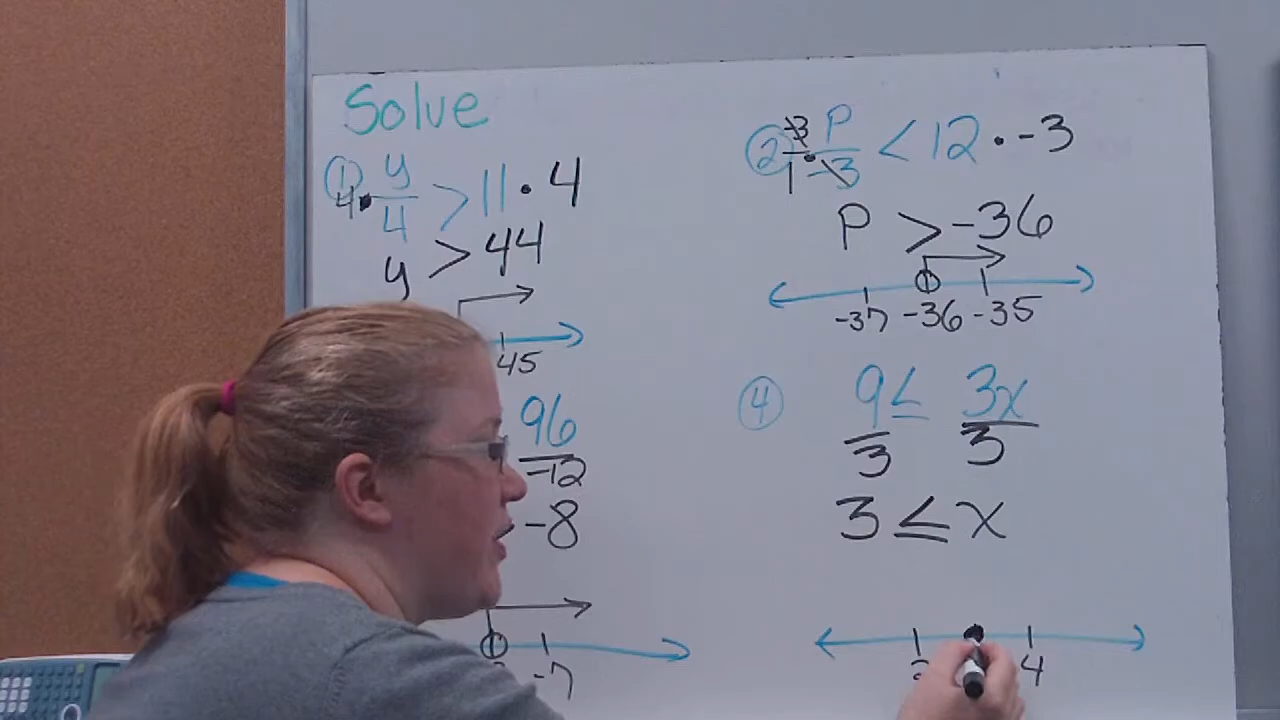 Solve
① 4 · y/4 > 11 · 4
y > 44
45
96
-12
-8
-7
② -3/1 · P/-3 < 12 · -3
P > -36
-37 -36 -35
④ 9 ≤ 3x
3 3
3 ≤ x
2 4